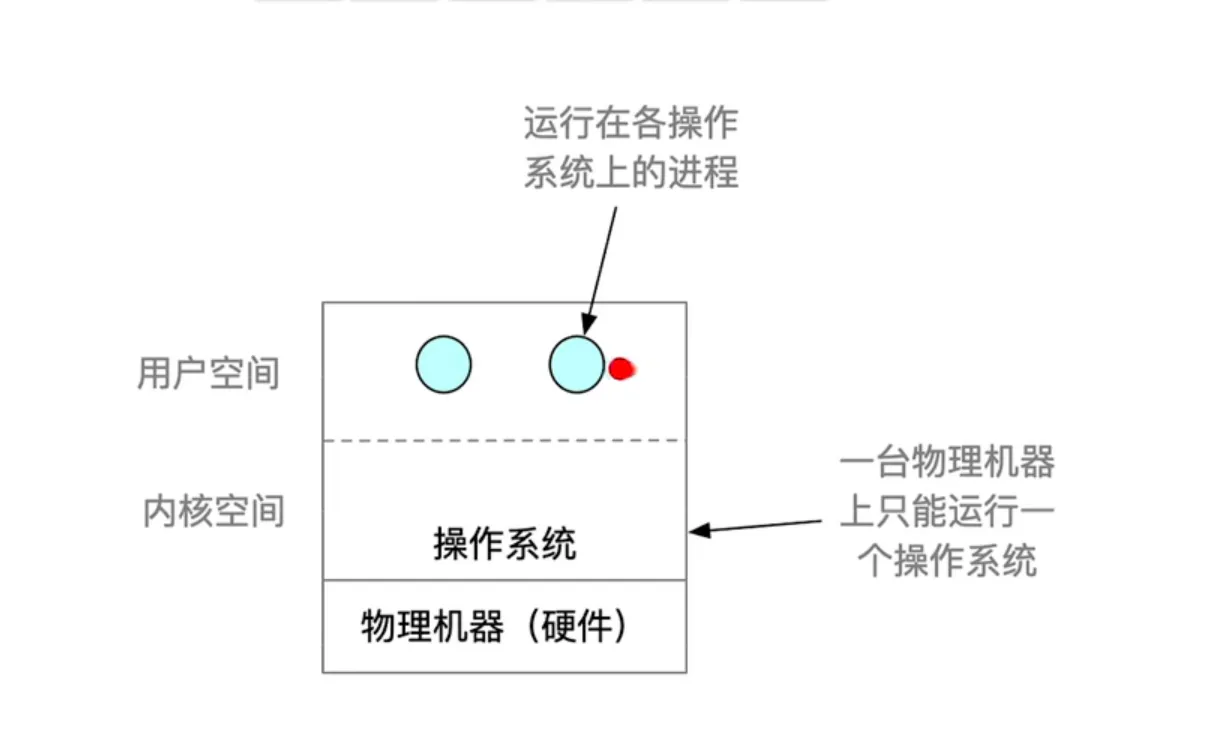 运行在各操作
系统上的进程
用户空间
内核空间
一台物理机器
上只能运行一
个操作系统
操作系统
物理机器（硬件）